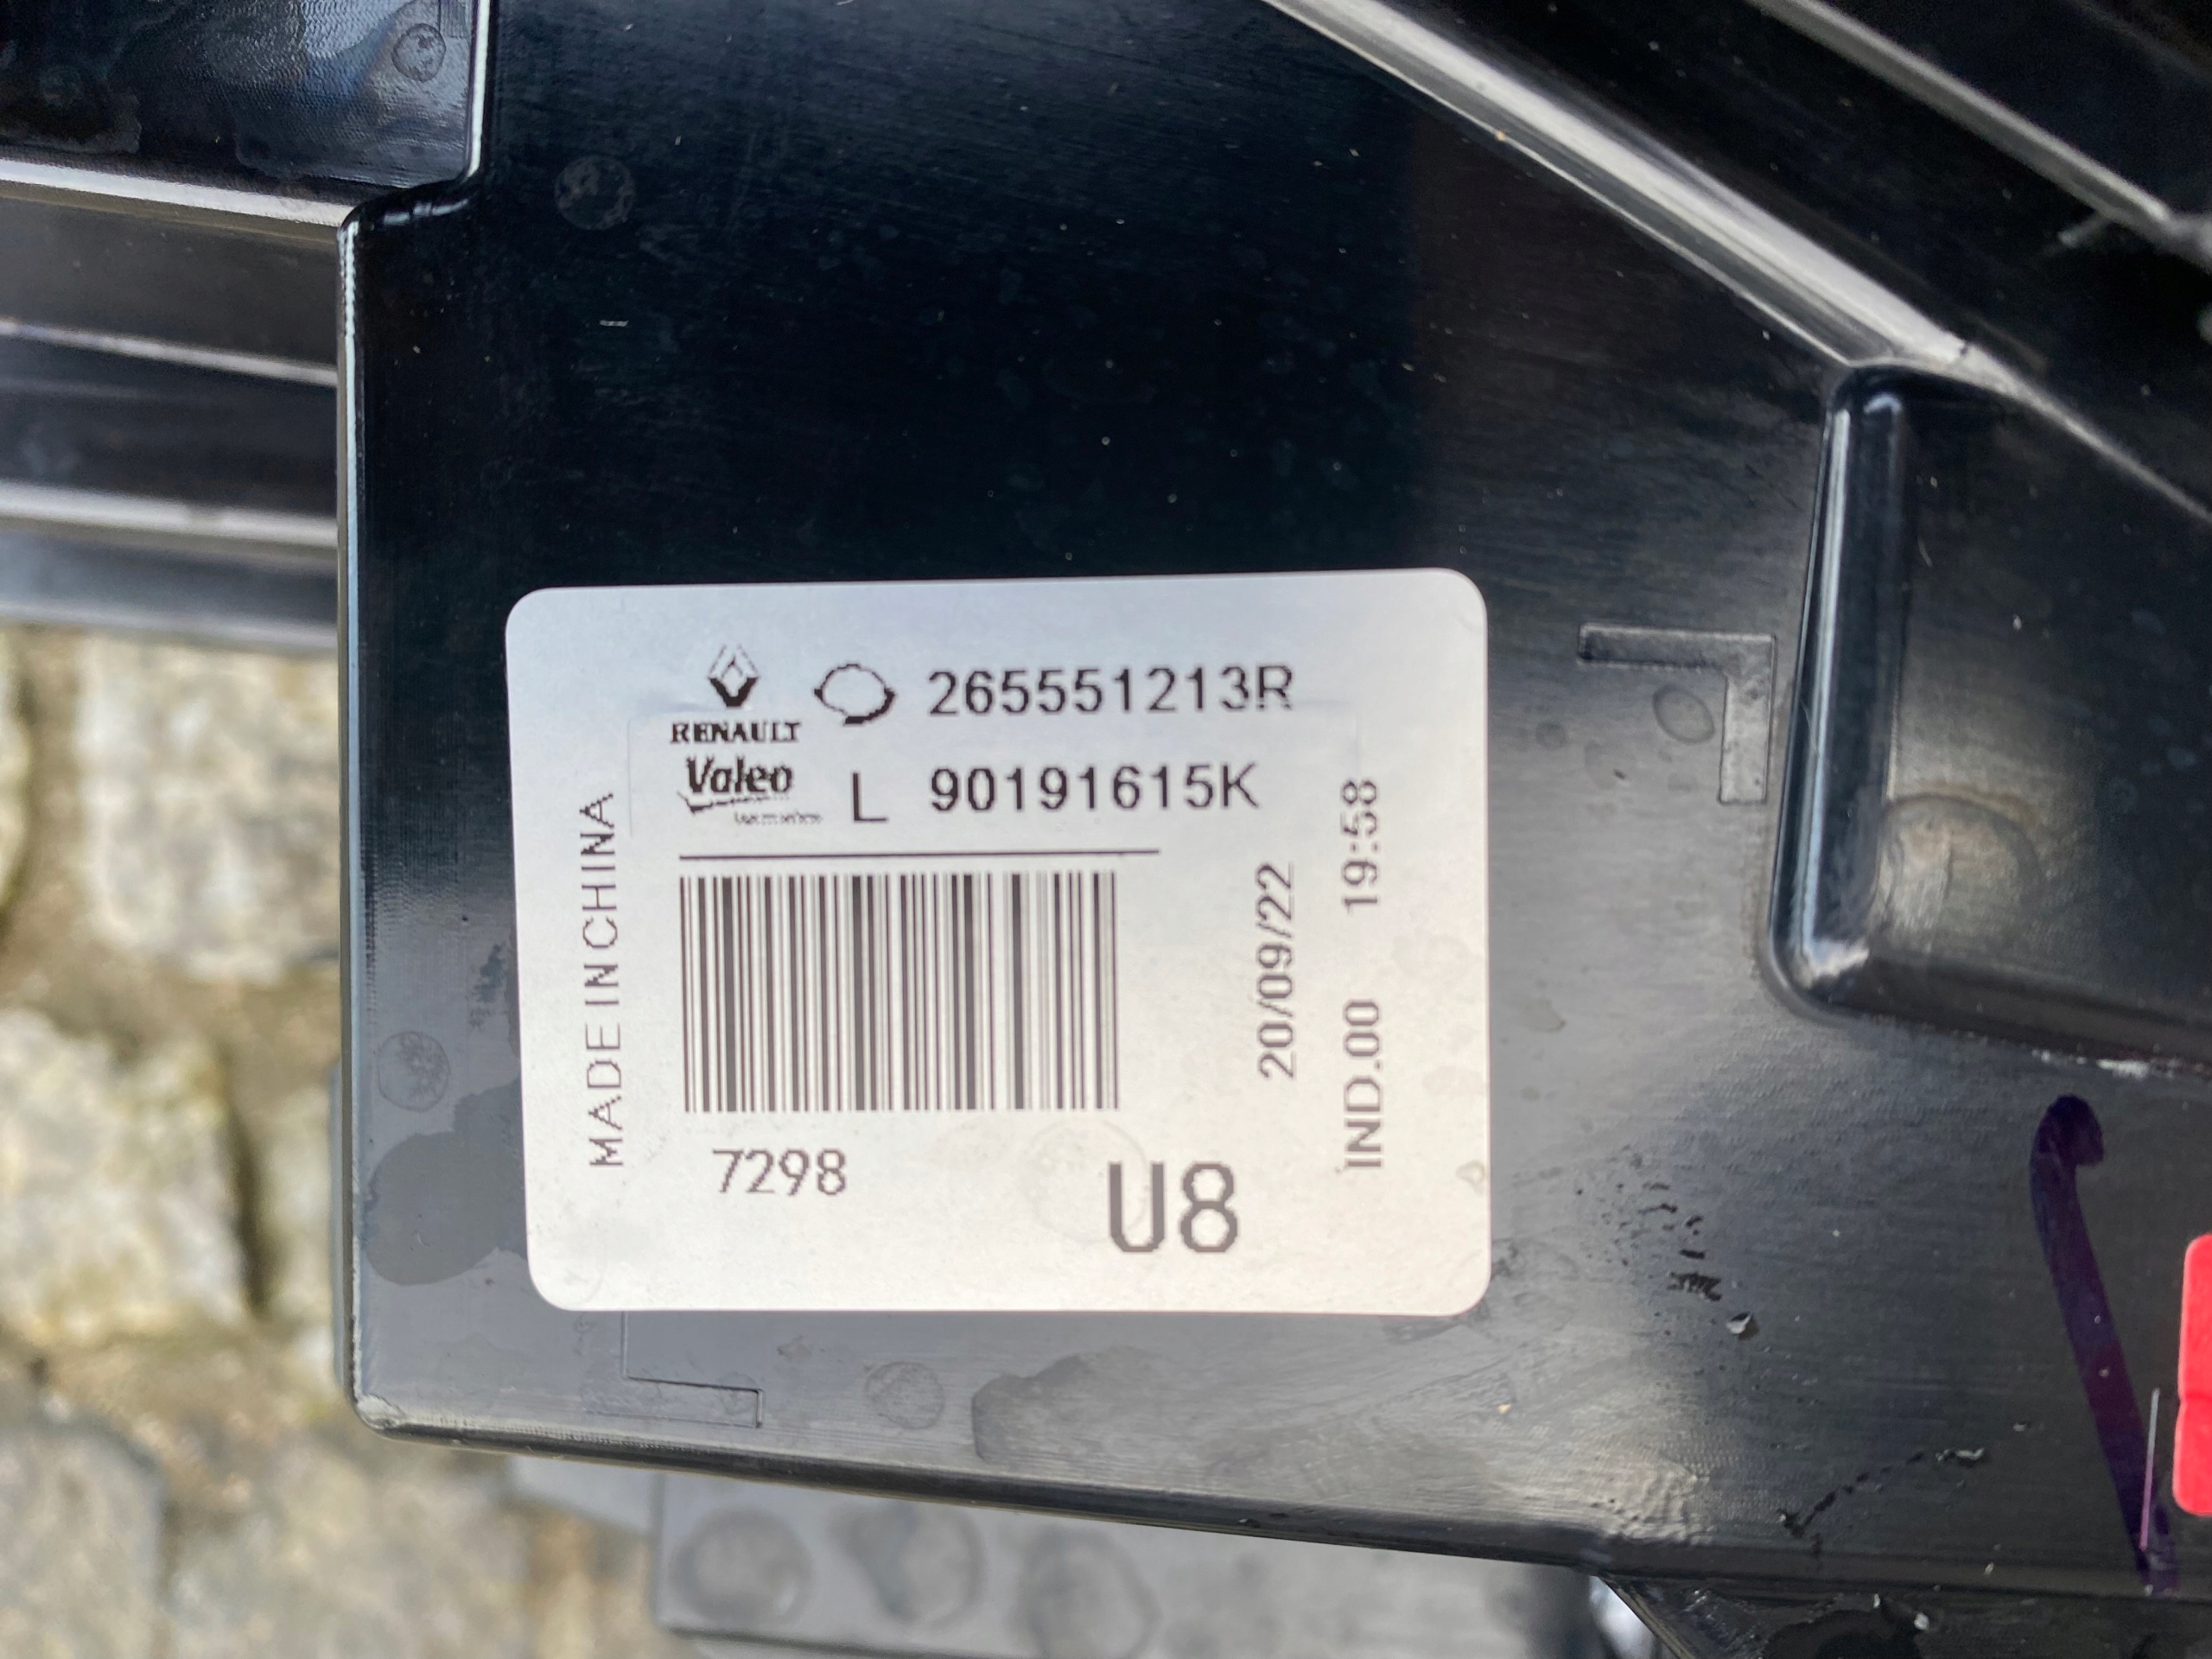 RENAULT
265551213R
Valeo
L 90191615K
MADE IN CHINA
7298
U8
20/09/22
IND.00 19:58